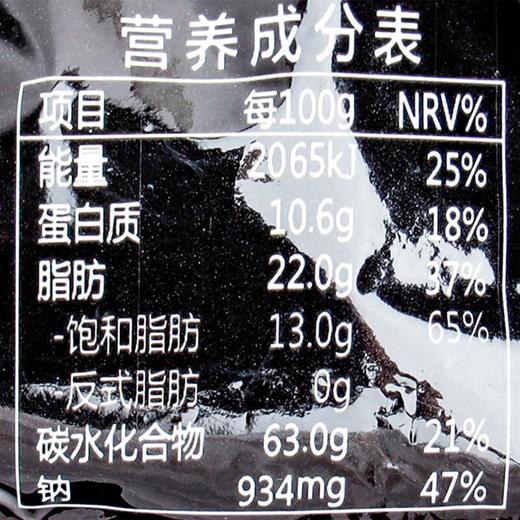 营养成分表
项目 每100g NRV%
能量 2065kJ 25%
蛋白质 10.6g 18%
脂肪 22.0g 37%
-饱和脂肪 13.0g 65%
-反式脂肪 0g
碳水化合物 63.0g 21%
钠 934mg 47%